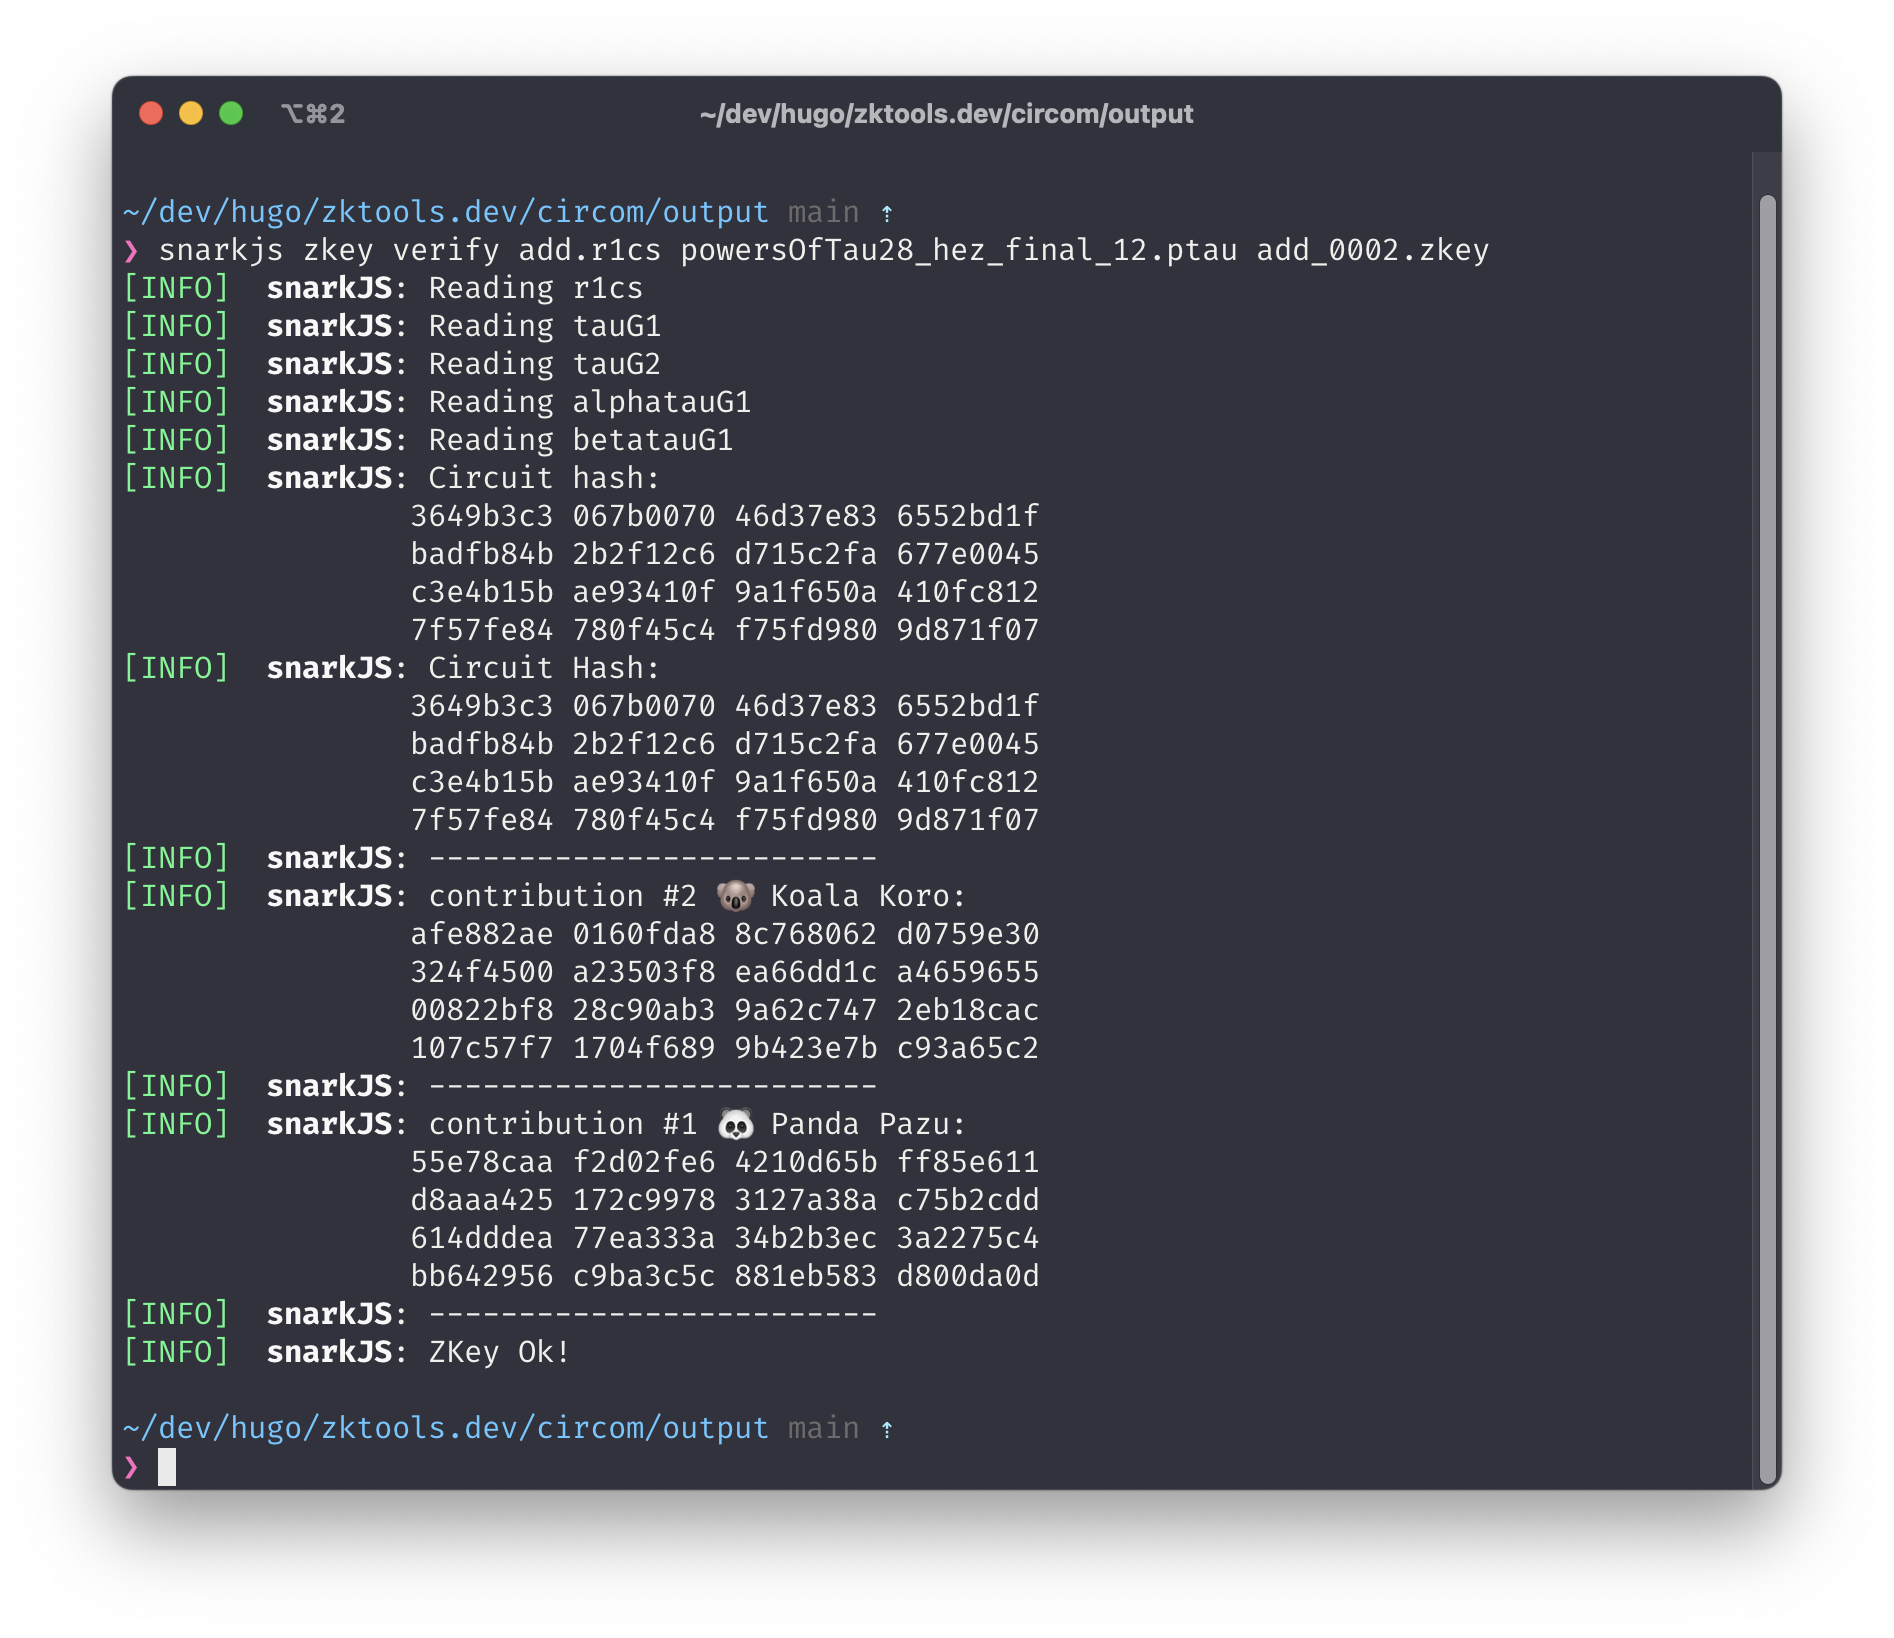 ⌥⌘2
~/dev/hugo/zktools.dev/circom/output
~/dev/hugo/zktools.dev/circom/output main ⇡
❯ snarkjs zkey verify add.r1cs powersOfTau28_hez_final_12.ptau add_0002.zkey
[INFO]  snarkJS: Reading r1cs
[INFO]  snarkJS: Reading tauG1
[INFO]  snarkJS: Reading tauG2
[INFO]  snarkJS: Reading alphatauG1
[INFO]  snarkJS: Reading betatauG1
[INFO]  snarkJS: Circuit hash:
3649b3c3 067b0070 46d37e83 6552bd1f
badfb84b 2b2f12c6 d715c2fa 677e0045
c3e4b15b ae93410f 9a1f650a 410fc812
7f57fe84 780f45c4 f75fd980 9d871f07
[INFO]  snarkJS: Circuit Hash:
3649b3c3 067b0070 46d37e83 6552bd1f
badfb84b 2b2f12c6 d715c2fa 677e0045
c3e4b15b ae93410f 9a1f650a 410fc812
7f57fe84 780f45c4 f75fd980 9d871f07
[INFO]  snarkJS: -------------------------
[INFO]  snarkJS: contribution #2 🐨 Koala Koro:
afe882ae 0160fda8 8c768062 d0759e30
324f4500 a23503f8 ea66dd1c a4659655
00822bf8 28c90ab3 9a62c747 2eb18cac
107c57f7 1704f689 9b423e7b c93a65c2
[INFO]  snarkJS: -------------------------
[INFO]  snarkJS: contribution #1 🐼 Panda Pazu:
55e78caa f2d02fe6 4210d65b ff85e611
d8aaa425 172c9978 3127a38a c75b2cdd
614dddea 77ea333a 34b2b3ec 3a2275c4
bb642956 c9ba3c5c 881eb583 d800da0d
[INFO]  snarkJS: -------------------------
[INFO]  snarkJS: ZKey Ok!
~/dev/hugo/zktools.dev/circom/output main ⇡
❯